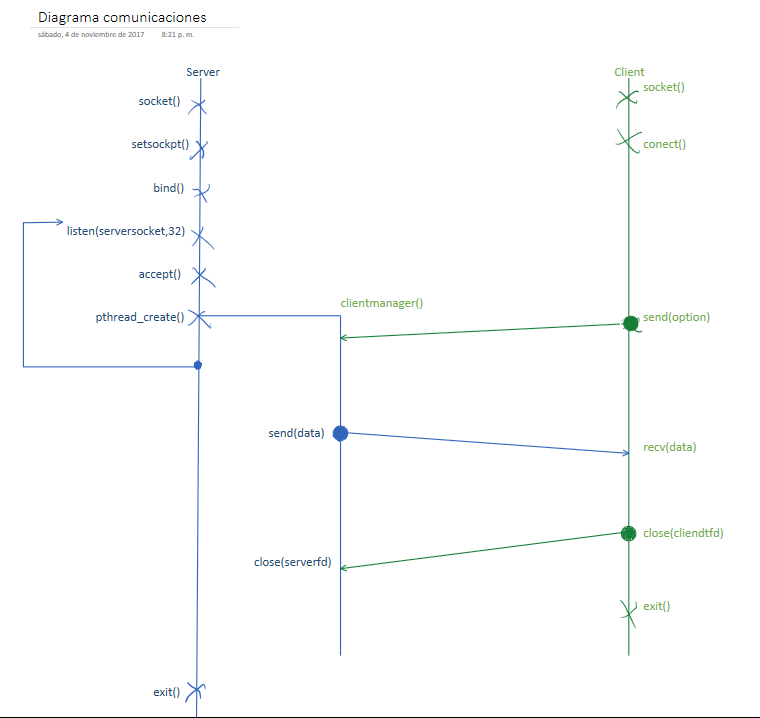 Diagrama comunicaciones
sábado, 4 de noviembre de 2017 8:21 p. m.
Server
Client
socket()
socket()
setsockpt()
conect()
bind()
listen(serversocket,32)
accept()
clientmanager()
pthread_create()
send(option)
send(data)
recv(data)
close(cliendtfd)
close(serverfd)
exit()
exit()